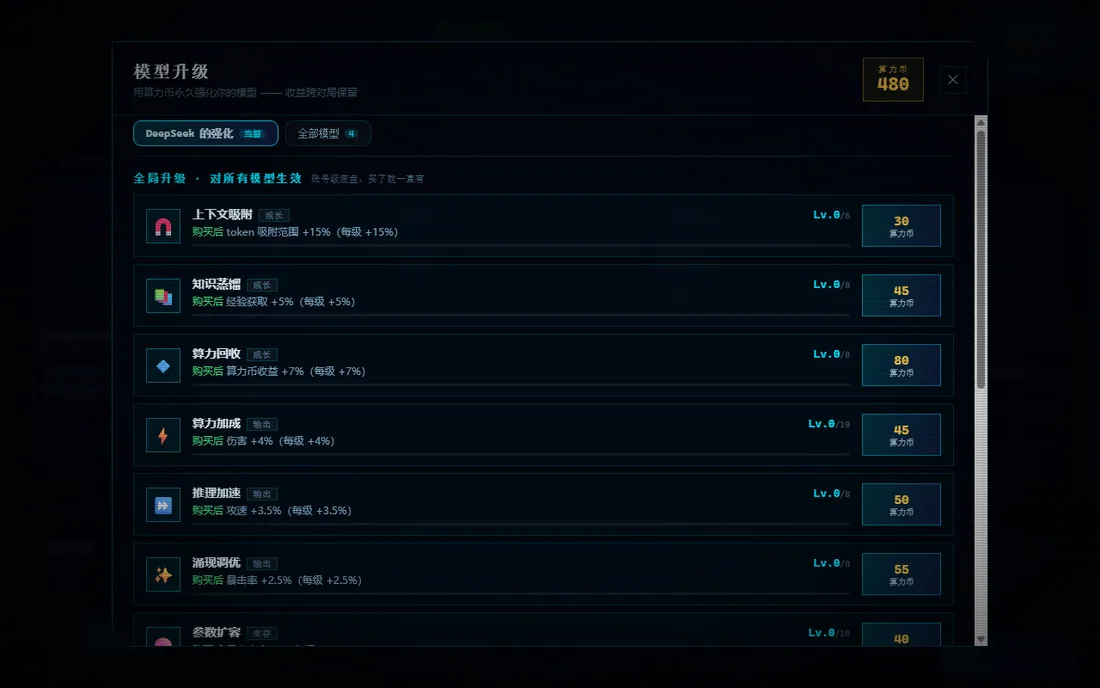 模型升级
用算力币永久强化你的模型 —— 收益跨对局保留
算力币
480
DeepSeek 的强化 当前
全部模型 4
全局升级 · 对所有模型生效 账号级底盘，买了就一直有
上下文吸附 成长
购买后 token 吸附范围 +15%（每级 +15%）
Lv.0/6
30
算力币
知识蒸馏 成长
购买后 经验获取 +5%（每级 +5%）
Lv.0/8
45
算力币
算力回收 成长
购买后 算力币收益 +7%（每级 +7%）
Lv.0/8
80
算力币
算力加成 输出
购买后 伤害 +4%（每级 +4%）
Lv.0/10
45
算力币
推理加速 输出
购买后 攻速 +3.5%（每级 +3.5%）
Lv.0/8
50
算力币
涌现调优 输出
购买后 暴击率 +2.5%（每级 +2.5%）
Lv.0/8
55
算力币
参数扩容 生存
Lv.0/10
40